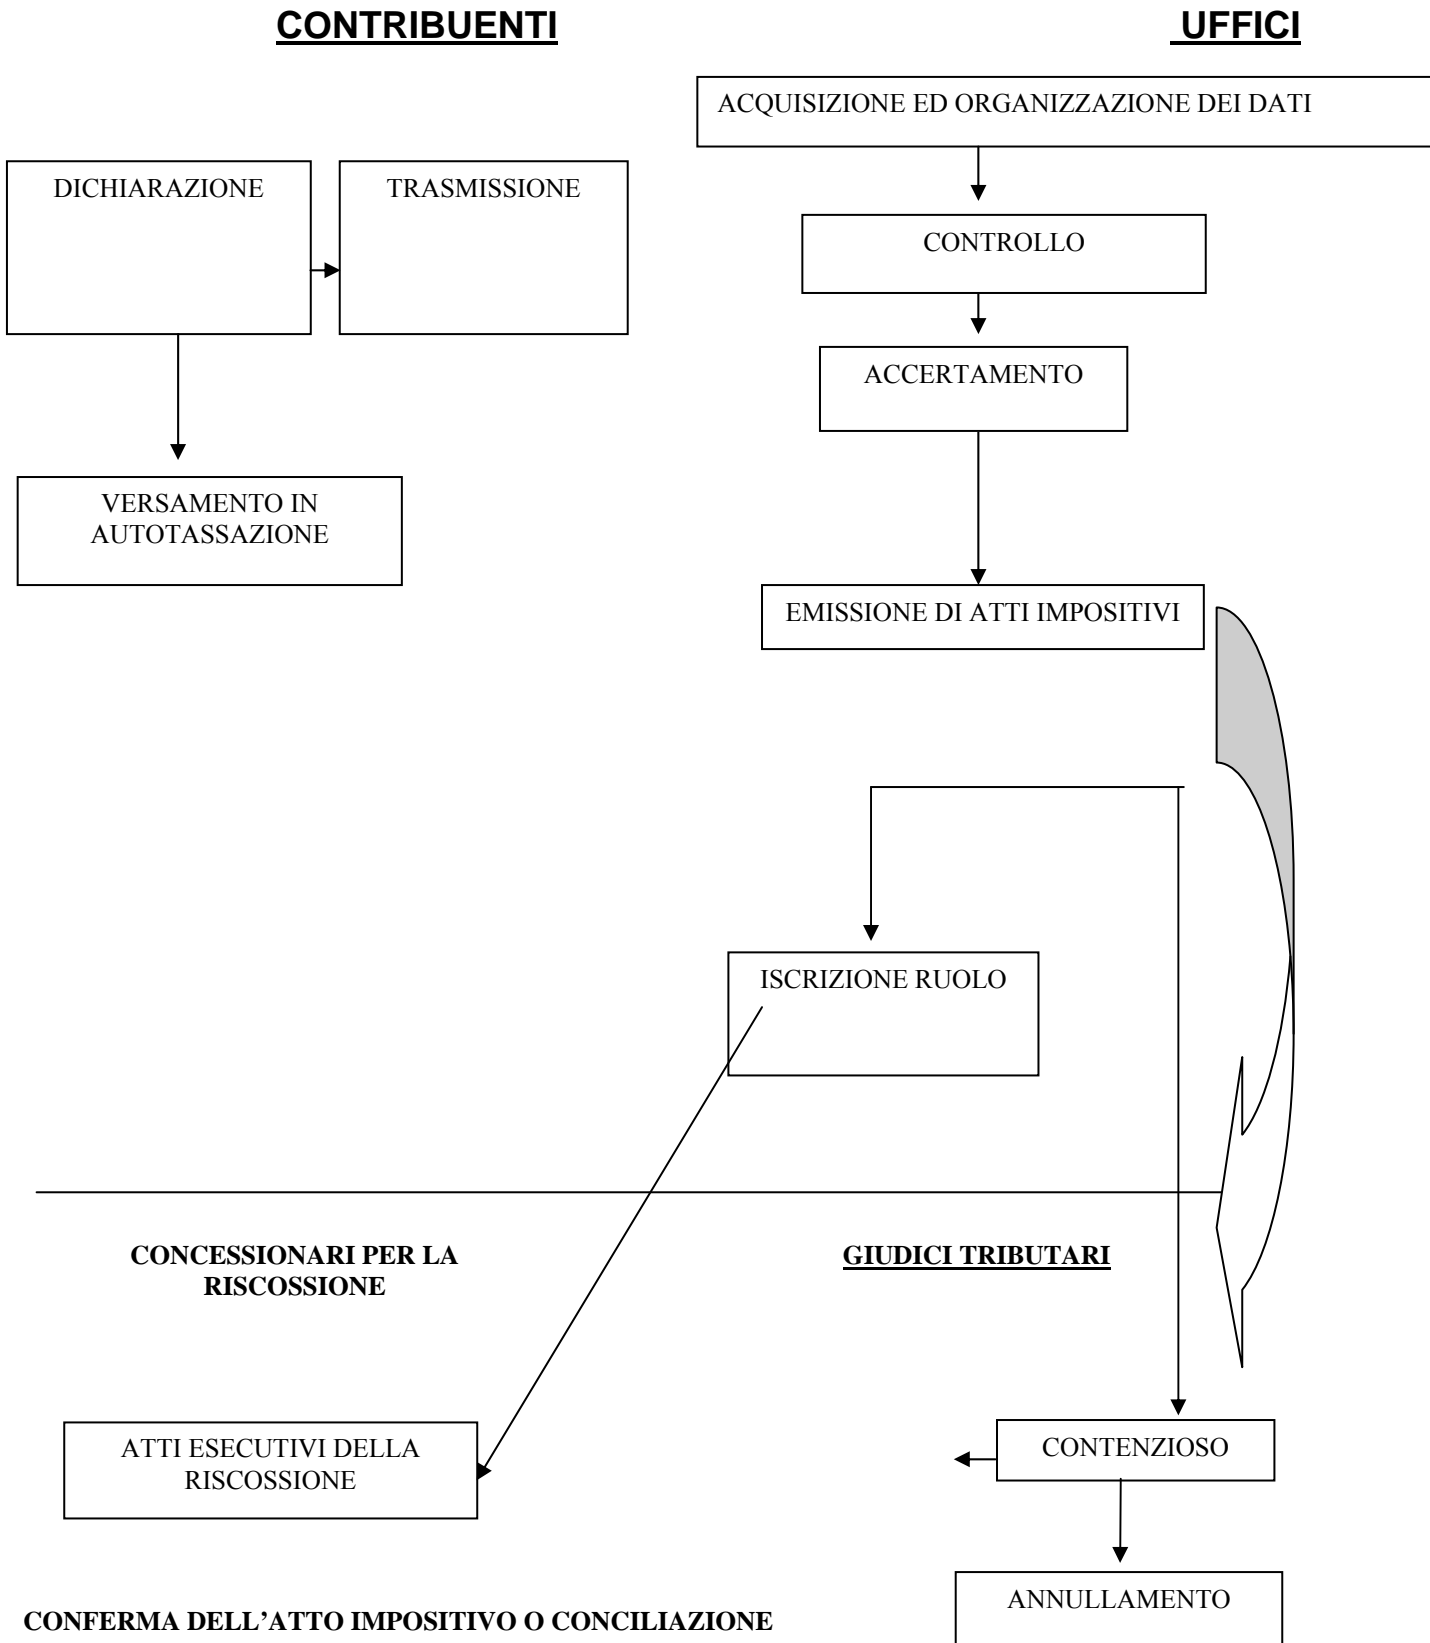 CONTRIBUENTI
UFFICI
ACQUISIZIONE ED ORGANIZZAZIONE DEI DATI
DICHIARAZIONE
TRASMISSIONE
CONTROLLO
ACCERTAMENTO
VERSAMENTO IN
AUTOTASSAZIONE
EMISSIONE DI ATTI IMPOSITIVI
ISCRIZIONE RUOLO
CONCESSIONARI PER LA
RISCOSSIONE
GIUDICI TRIBUTARI
ATTI ESECUTIVI DELLA
RISCOSSIONE
CONTENZIOSO
ANNULLAMENTO
CONFERMA DELL’ATTO IMPOSITIVO O CONCILIAZIONE